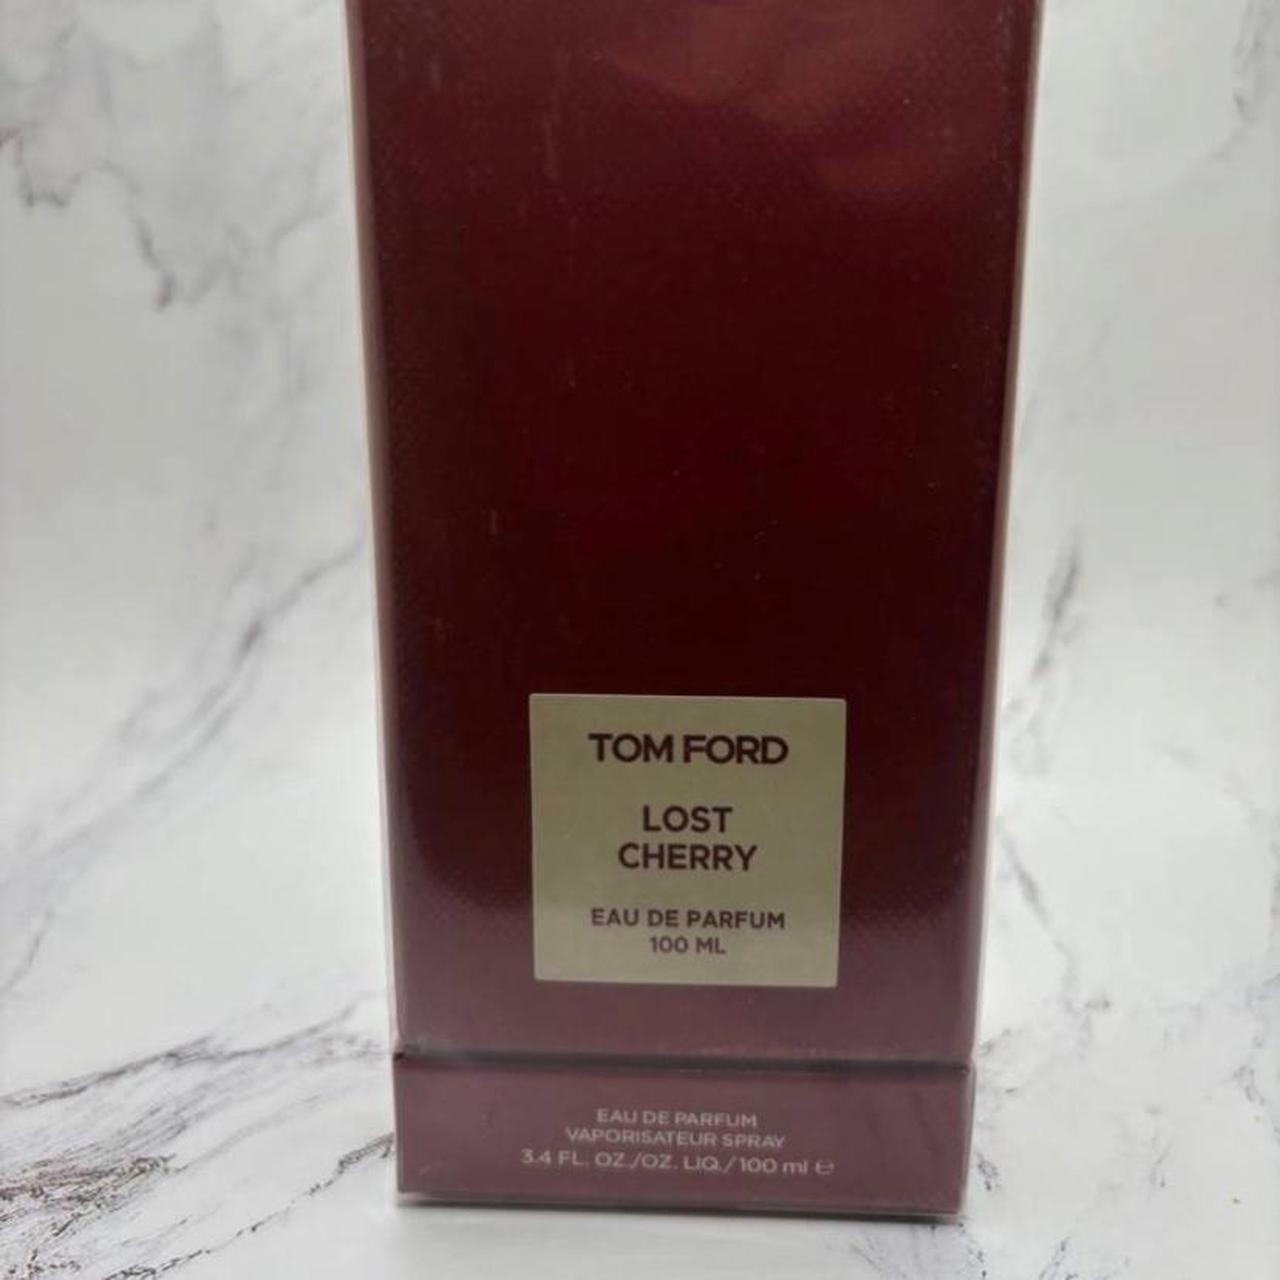 TOM FORD
LOST
CHERRY
EAU DE PARFUM
100 ML
EAU DE PARFUM
VAPORISATEUR SPRAY
3.4 FL. OZ./OZ. LIQ./100 ml ℮